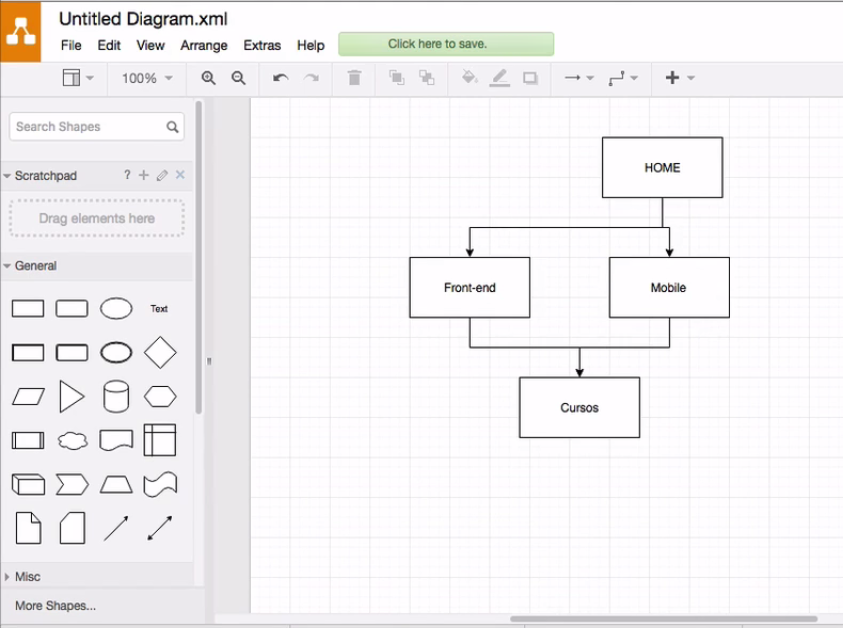 Untitled Diagram.xml
File Edit View Arrange Extras Help Click here to save.
100%
Search Shapes
Scratchpad ?
Drag elements here
General
Text
Misc
More Shapes...
HOME
Front-end Mobile
Cursos